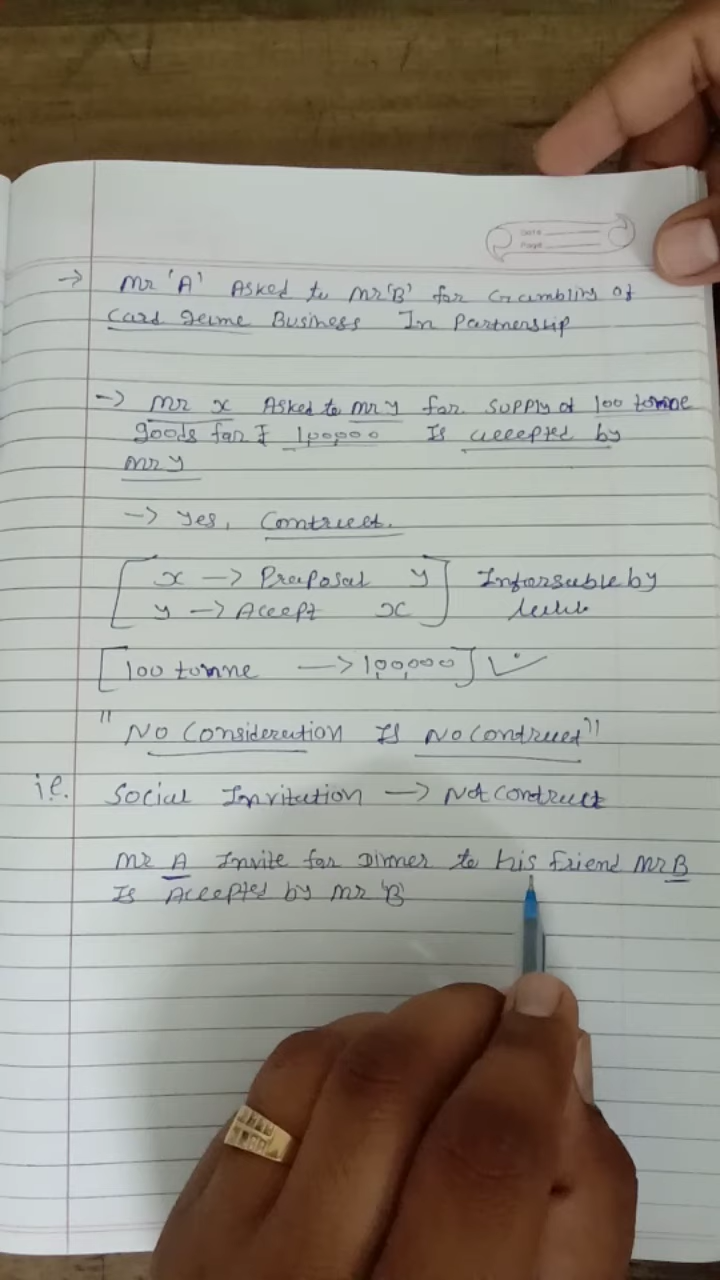 Date
Page
→ Mr 'A' Asked to Mr 'B' for Gambling of
Card Game Business In Partnership
→ Mr x Asked to Mr y for supply of 100 tonne
goods for ₹ 1,00,000 Is accepted by
Mr y
→ Yes, Contract.
x → Proposal y
y → Accept x
Inforsable by
[100 tonne → 1,00,000] ✓
"No Consideration Is No Contract"
i.e. Social Invitation → Not contract
Mr A Invite for Dinner to his friend Mr B
Is Accepted by Mr 'B'